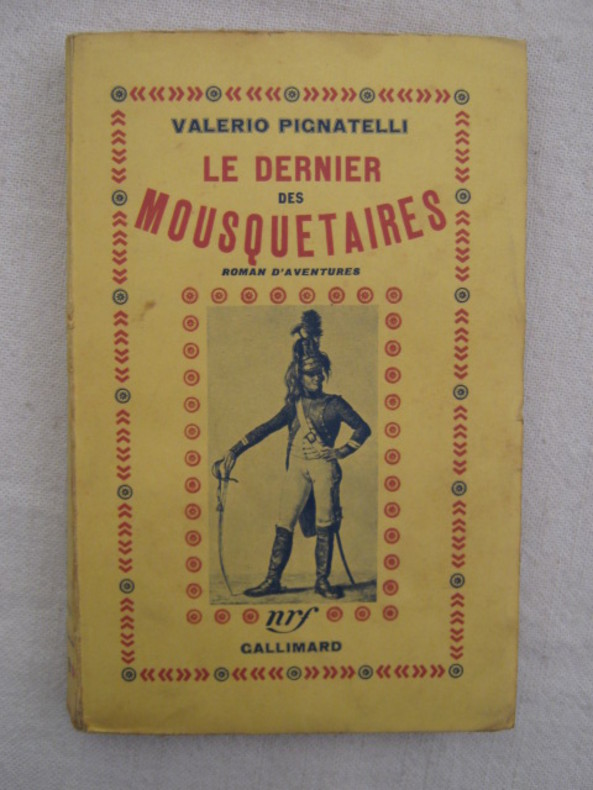 VALERIO PIGNATELLI
LE DERNIER
DES
MOUSQUETAIRES
ROMAN D'AVENTURES
nrf
GALLIMARD